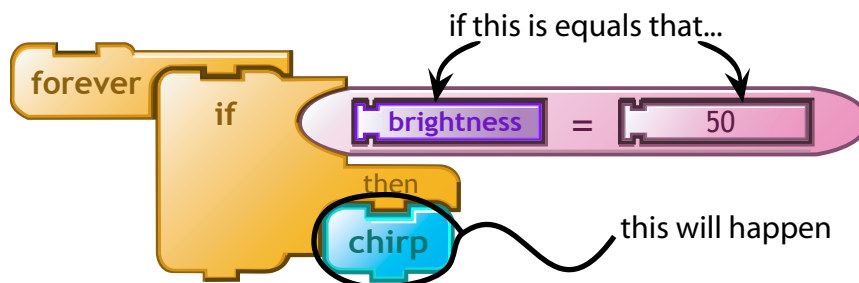 if this is equals that...
forever
if
brightness = 50
then
chirp
this will happen